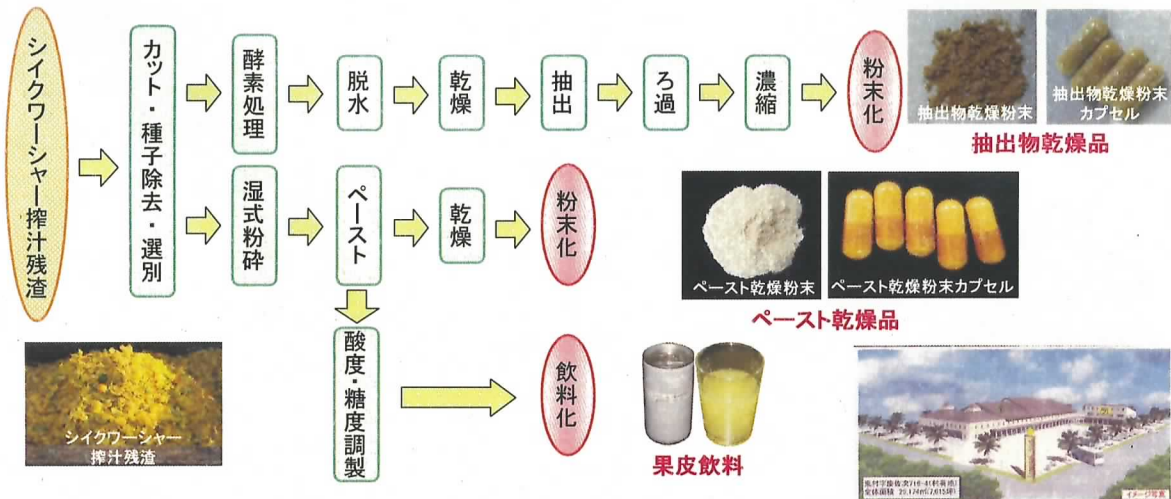 シイクワーシャー搾汁残渣
カット・種子除去・選別
酵素処理
脱水
乾燥
抽出
ろ過
濃縮
粉末化
抽出物乾燥粉末
抽出物乾燥粉末
カプセル
抽出物乾燥品
湿式粉砕
ペースト
乾燥
粉末化
ペースト乾燥粉末
ペースト乾燥粉末カプセル
ペースト乾燥品
酸度・糖度調製
飲料化
果皮飲料
シイクワーシャー
搾汁残渣
イメージ写真